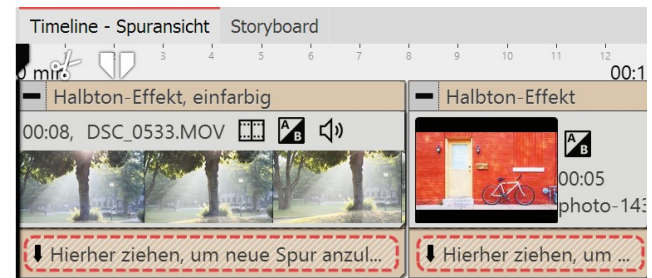 Timeline - Spuransicht Storyboard
3 4 5 6 7 8 9 10 11 12
0 min 00:1
Halbton-Effekt, einfarbig Halbton-Effekt
00:08, DSC_0533.MOV A B A B
00:05
photo-143
Hierher ziehen, um neue Spur anzul... Hierher ziehen, um ...